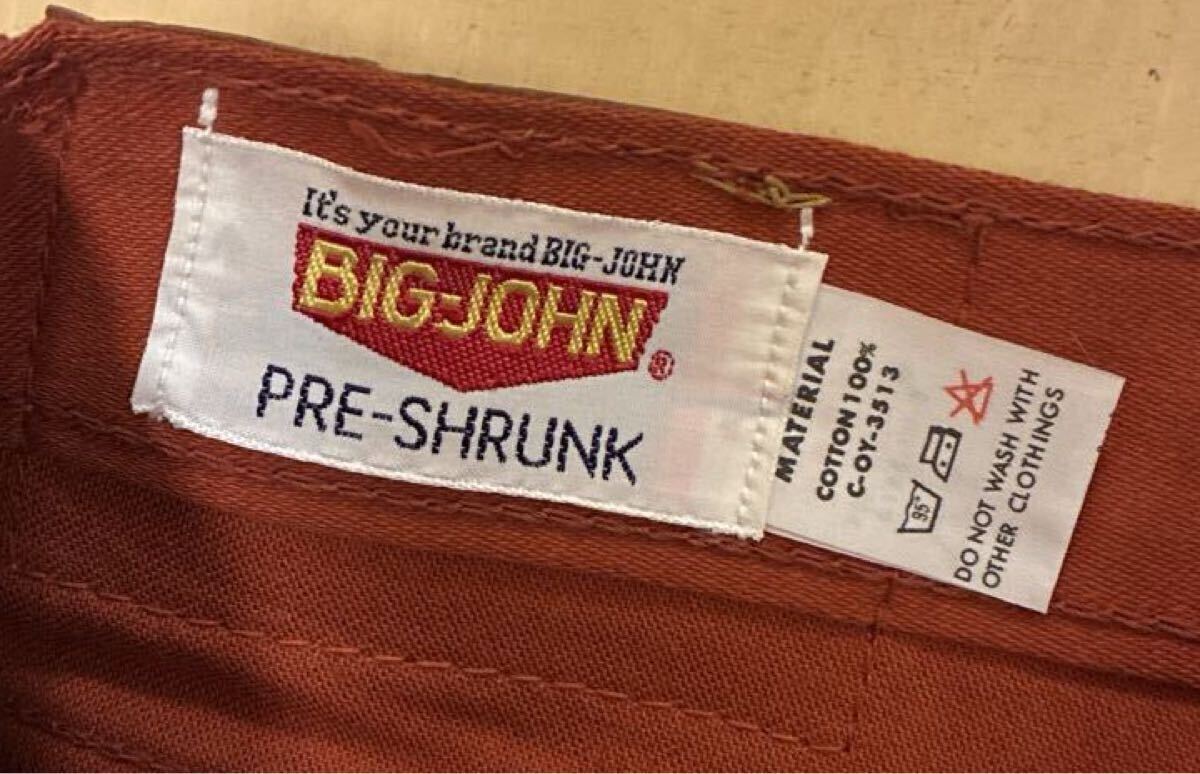 It's your brand BIG-JOHN
BIG-JOHN®
PRE-SHRUNK
MATERIAL
COTTON 100%
C-OY-3513
95°
DO NOT WASH WITH
OTHER CLOTHINGS